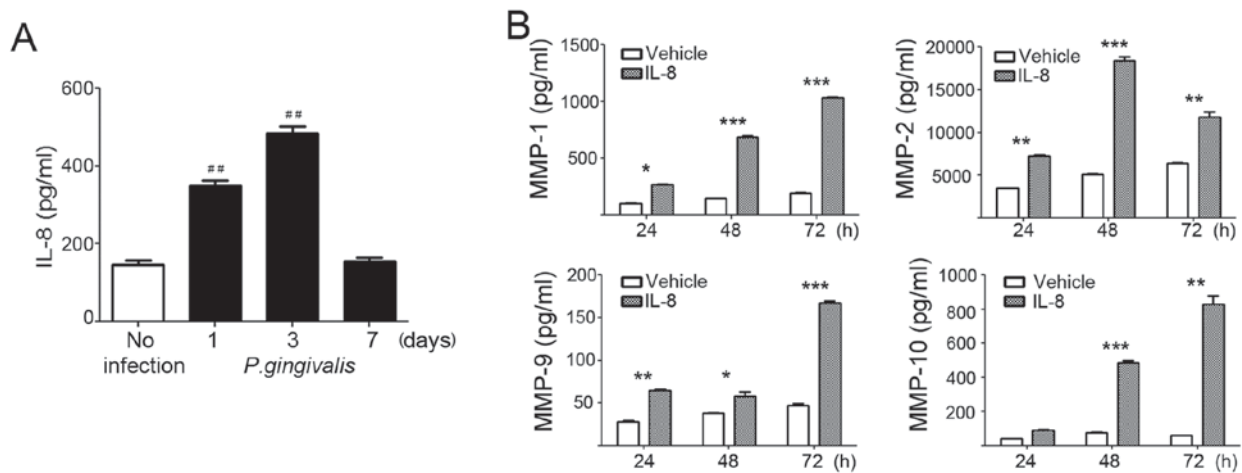 A
IL-8 (pg/ml)
600
400
200
0
##
##
No infection
1
3
7
(days)
P.gingivalis
B
MMP-1 (pg/ml)
1500
1000
500
Vehicle
IL-8
*
***
***
24
48
72
(h)
MMP-2 (pg/ml)
20000
15000
10000
5000
0
Vehicle
IL-8
**
***
**
24
48
72
(h)
MMP-9 (pg/ml)
200
150
100
50
Vehicle
IL-8
**
*
***
24
48
72
(h)
MMP-10 (pg/ml)
1000
800
600
400
200
Vehicle
IL-8
***
**
24
48
72
(h)